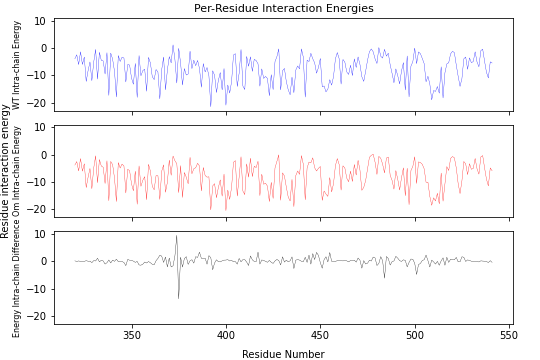 Per-Residue Interaction Energies
Residue interaction energy
WT Intra-chain Energy
10
0
−10
−20
Om Intra-chain Energy
10
0
−10
−20
Energy Intra-chain Difference
10
0
−10
−20
350
400
450
500
550
Residue Number